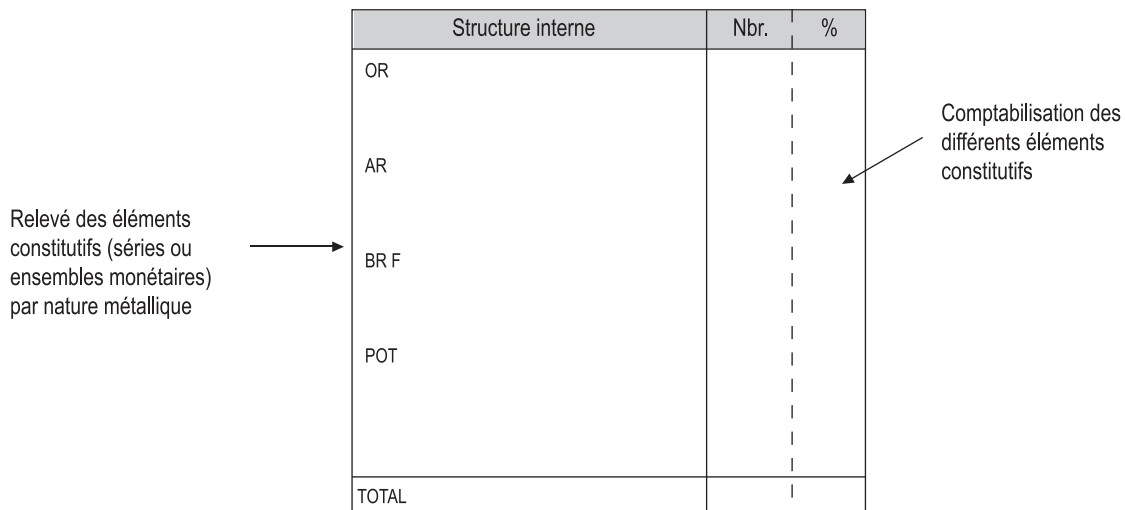 Structure interne Nbr. %
OR
AR
BR F
POT
TOTAL
Relevé des éléments
constitutifs (séries ou
ensembles monétaires)
par nature métallique
Comptabilisation des
différents éléments
constitutifs